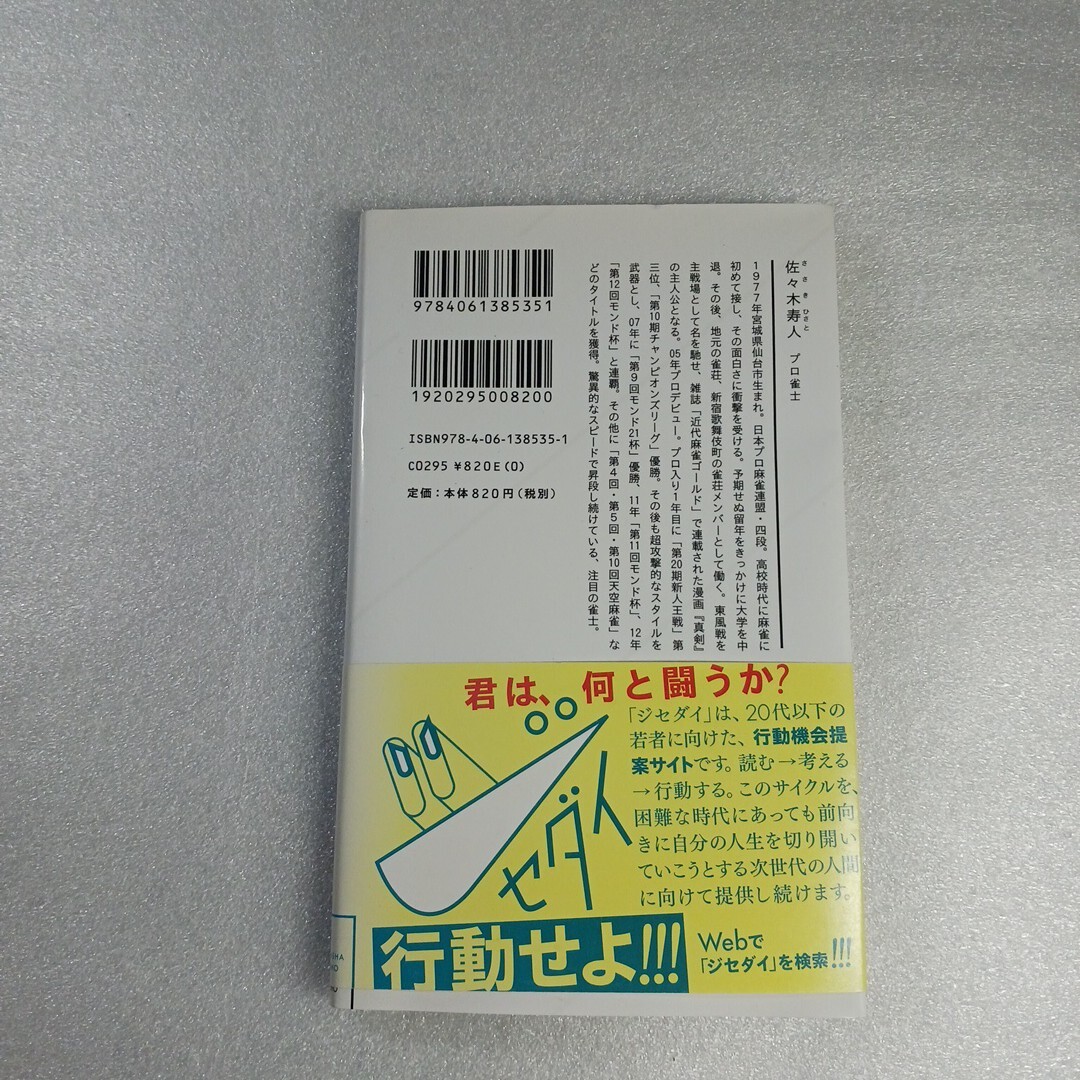 佐々木寿人 プロ雀士
ささきひさと
1977年宮城県仙台市生まれ。日本プロ麻雀連盟・四段。高校時代に麻雀に
初めて接し、その面白さに衝撃を受ける。予期せぬ留年をきっかけに大学を中
退。その後、地元の雀荘、新宿歌舞伎町の雀荘メンバーとして働く。東風戦を
主戦場として名を馳せ、雑誌「近代麻雀ゴールド」で連載された漫画『真剣』
の主人公となる。05年プロデビュー。プロ入り1年目に「第20期新人王戦」第
三位、「第10期チャンピオンズリーグ」優勝。その後も超攻撃的なスタイルを
武器とし、07年に「第9回モンド21杯」優勝、11年「第11回モンド杯」、12年
「第12回モンド杯」と連覇。その他に「第4回・第5回・第10回天空麻雀」な
どのタイトルを獲得。驚異的なスピードで昇段し続けている、注目の雀士。
9784061385351
1920295008200
ISBN978-4-06-138535-1
C0295 ¥820E(0)
定価:本体820円(税別)
君は、何と闘うか?
「ジセダイ」は、20代以下の
若者に向けた、行動機会提
案サイトです。読む→考える
→行動する。このサイクルを、
困難な時代にあっても前向
きに自分の人生を切り開い
ていこうとする次世代の人間
に向けて提供し続けます。
ジセダイ
行動せよ!!!
Webで
「ジセダイ」を検索!!!